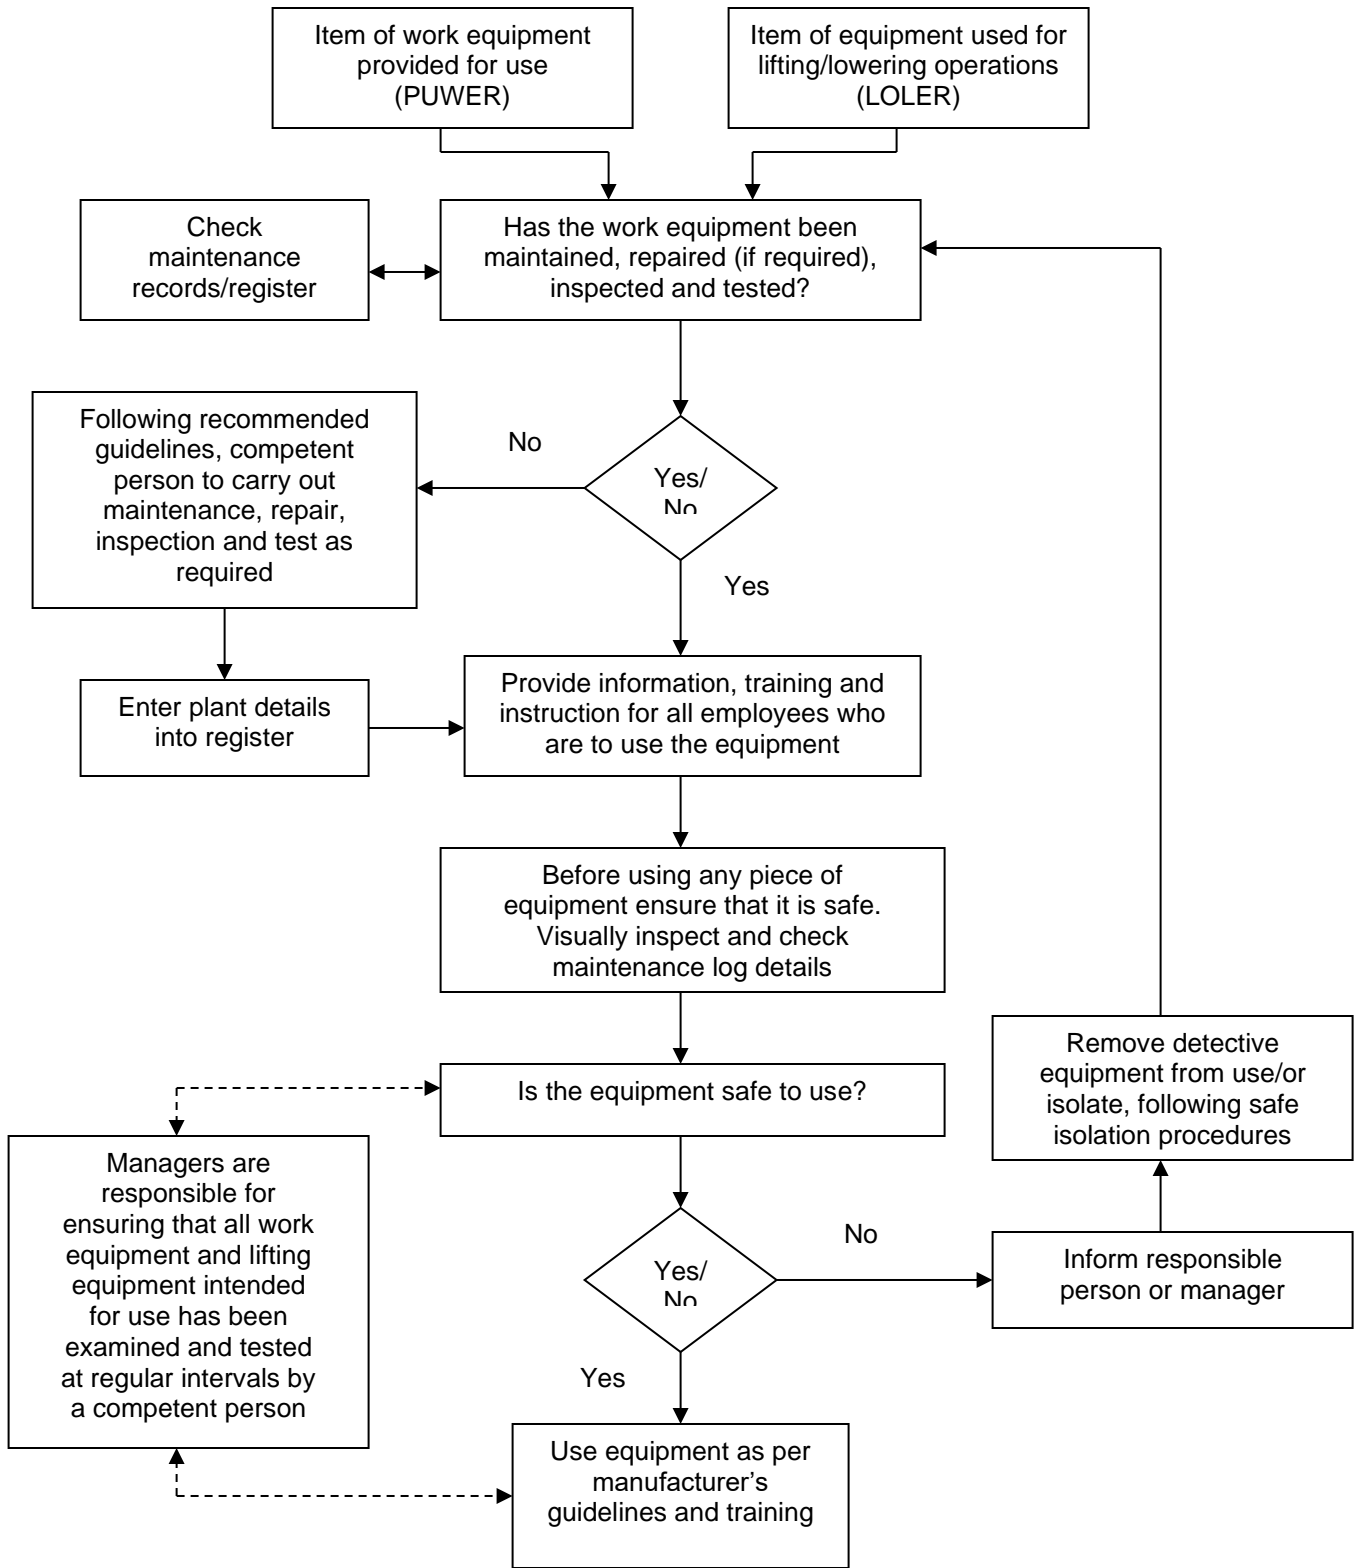 Item of work equipment
provided for use
(PUWER)
Item of equipment used for
lifting/lowering operations
(LOLER)
Check
maintenance
records/register
Has the work equipment been
maintained, repaired (if required),
inspected and tested?
Following recommended
guidelines, competent
person to carry out
maintenance, repair,
inspection and test as
required
No
Yes/
No
Yes
Enter plant details
into register
Provide information, training and
instruction for all employees who
are to use the equipment
Before using any piece of
equipment ensure that it is safe.
Visually inspect and check
maintenance log details
Is the equipment safe to use?
Remove detective
equipment from use/or
isolate, following safe
isolation procedures
Managers are
responsible for
ensuring that all work
equipment and lifting
equipment intended
for use has been
examined and tested
at regular intervals by
a competent person
Yes/
No
No
Inform responsible
person or manager
Yes
Use equipment as per
manufacturer’s
guidelines and training